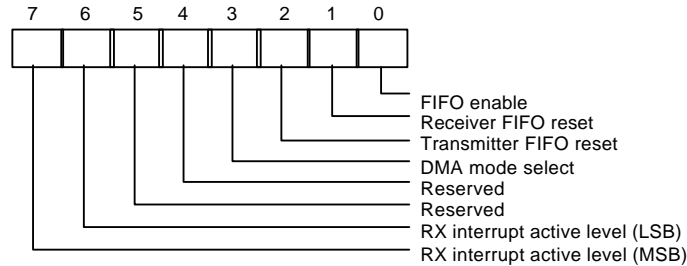 7 6 5 4 3 2 1 0
FIFO enable
Receiver FIFO reset
Transmitter FIFO reset
DMA mode select
Reserved
Reserved
RX interrupt active level (LSB)
RX interrupt active level (MSB)